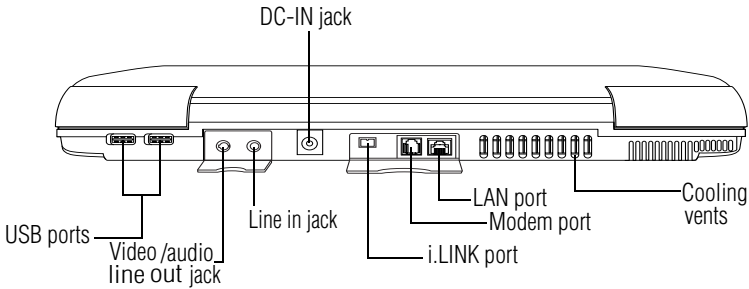 DC-IN jack
USB ports
Video/audio
line out jack
Line in jack
i.LINK port
Modem port
LAN port
Cooling
vents